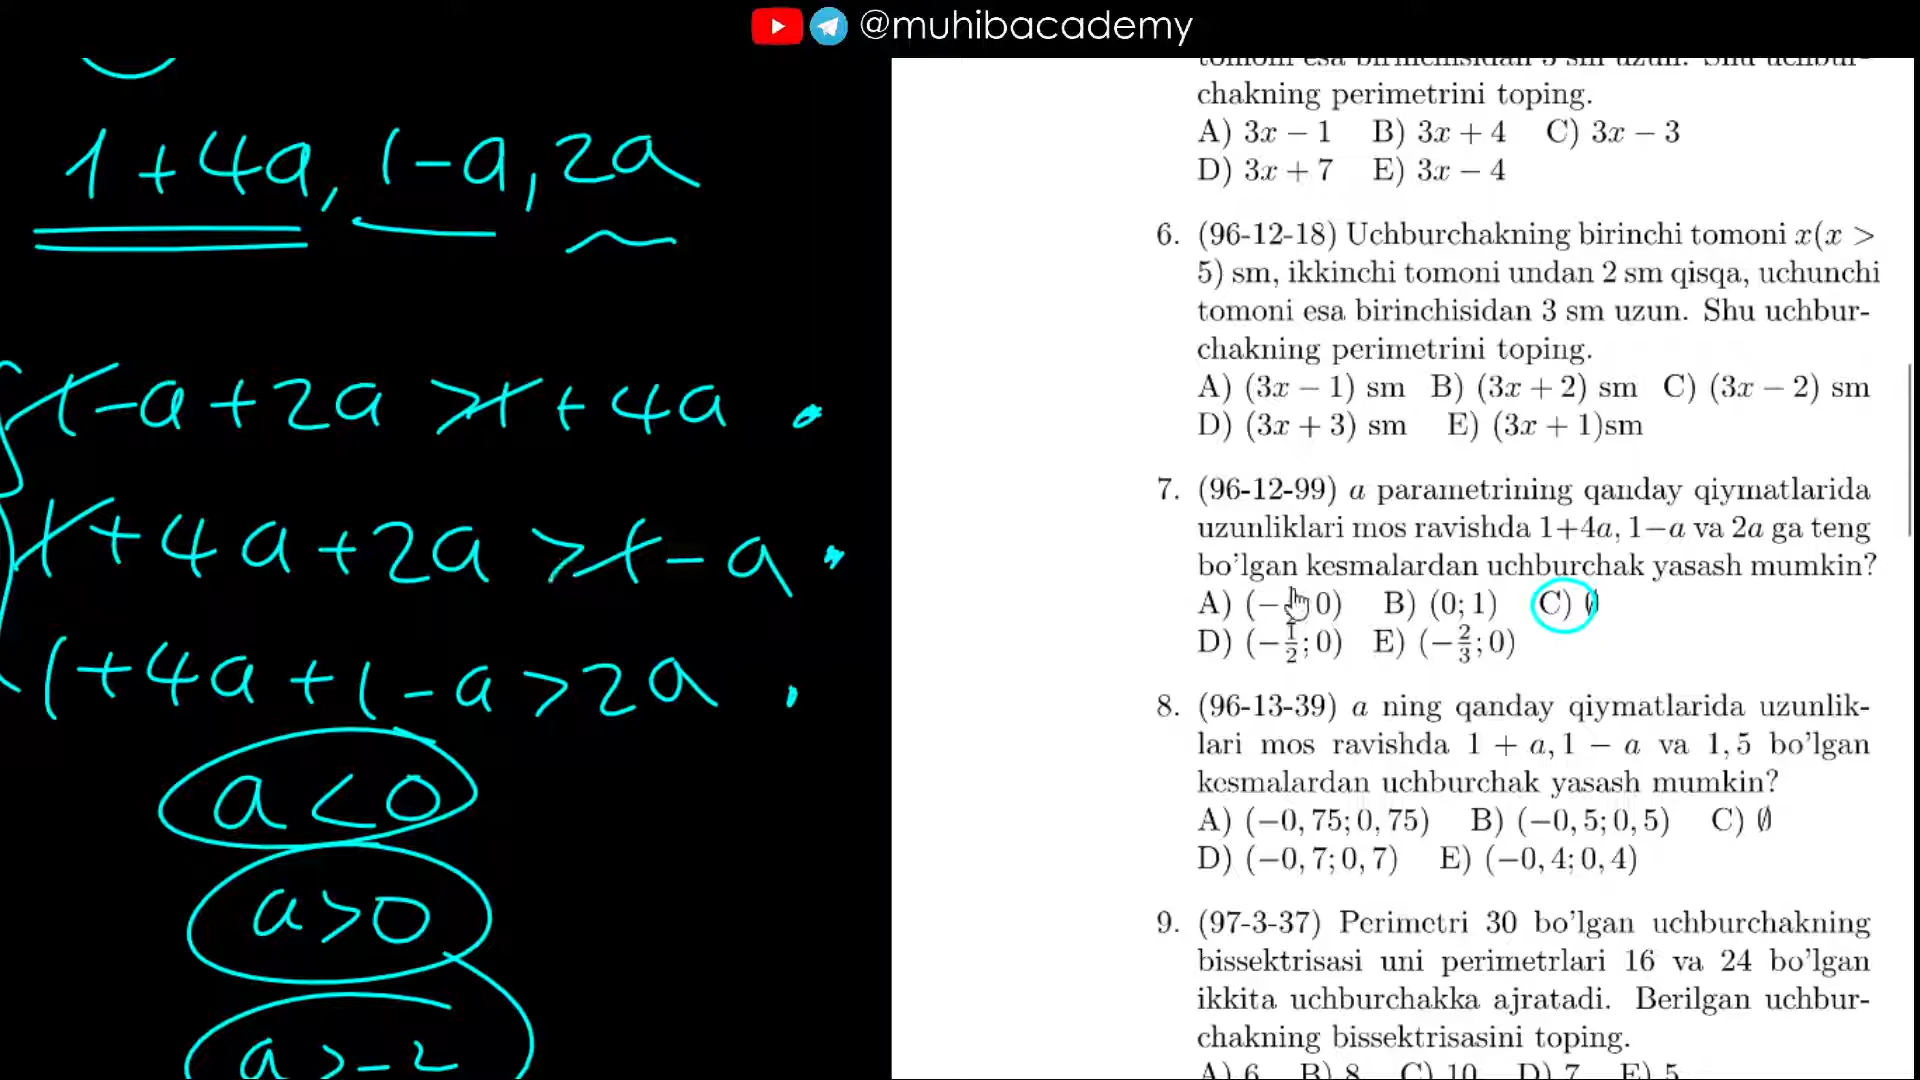 @muhibacademy
1+4a, 1-a, 2a
1-a+2a>1+4a
1+4a+2a>1-a
1+4a+1-a>2a
a<0
a>0
a>-2
chakning perimetrini toping.
A) 3x − 1 B) 3x + 4 C) 3x − 3
D) 3x + 7 E) 3x − 4
6. (96-12-18) Uchburchakning birinchi tomoni x(x >
5) sm, ikkinchi tomoni undan 2 sm qisqa, uchunchi
tomoni esa birinchisidan 3 sm uzun. Shu uchbur-
chakning perimetrini toping.
A) (3x − 1) sm B) (3x + 2) sm C) (3x − 2) sm
D) (3x + 3) sm E) (3x + 1)sm
7. (96-12-99) a parametrining qanday qiymatlarida
uzunliklari mos ravishda 1+4a, 1−a va 2a ga teng
bo'lgan kesmalardan uchburchak yasash mumkin?
A) (− 0) B) (0; 1) C) ∅
D) (−1/2; 0) E) (−2/3; 0)
8. (96-13-39) a ning qanday qiymatlarida uzunlik-
lari mos ravishda 1 + a, 1 − a va 1, 5 bo'lgan
kesmalardan uchburchak yasash mumkin?
A) (−0, 75; 0, 75) B) (−0, 5; 0, 5) C) ∅
D) (−0, 7; 0, 7) E) (−0, 4; 0, 4)
9. (97-3-37) Perimetri 30 bo'lgan uchburchakning
bissektrisasi uni perimetrlari 16 va 24 bo'lgan
ikkita uchburchakka ajratadi. Berilgan uchbur-
chakning bissektrisasini toping.
A) 6 B) 8 C) 10 D) 7 E) 5